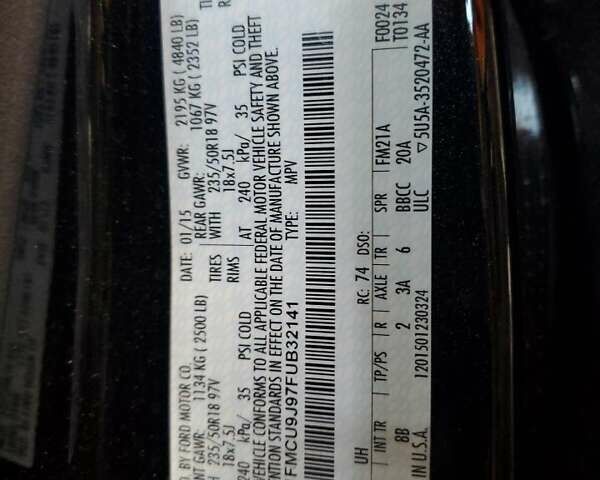 D. BY FORD MOTOR CO. DATE: 01/15 GVWR: 2195 KG ( 4840 LB)
NT GAWR: 1134 KG ( 2500 LB) REAR GAWR: 1067 KG ( 2352 LB)
H 235/50R18 97V TIRES WITH 235/50R18 97V TI
18x7.5J RIMS 18x7.5J R
240 kPa/ 35 PSI COLD AT 240 kPa/ 35 PSI COLD
VEHICLE CONFORMS TO ALL APPLICABLE FEDERAL MOTOR VEHICLE SAFETY AND THEFT
VENTION STANDARDS IN EFFECT ON THE DATE OF MANUFACTURE SHOWN ABOVE.
FMCU9J97FUB32141 TYPE: MPV
UH RC: 74 DSO: F0024
T0134
INT TR TP/PS R AXLE TR SPR FM21A
8B 2 3A 6 BBCC 20A
IN U.S.A. 1201501230324 ULC ▽5U5A-3520472-AA